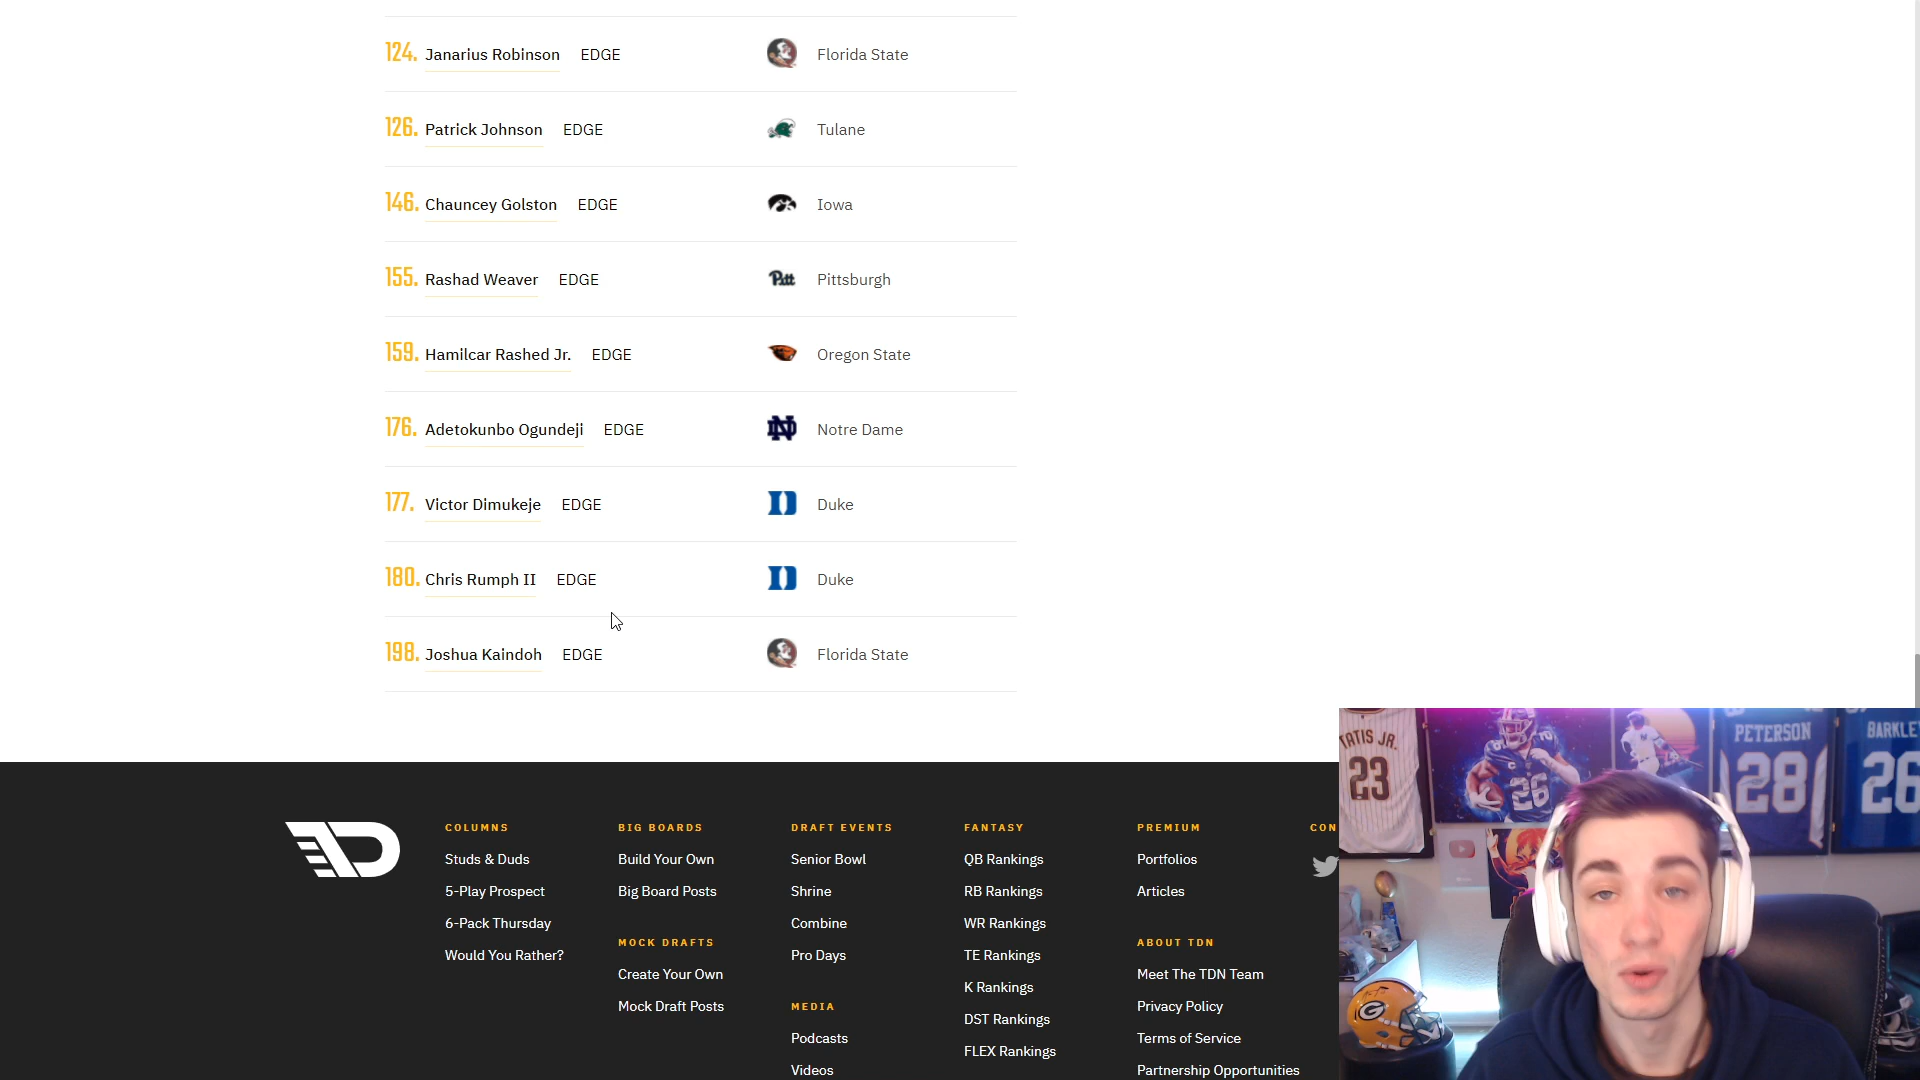 124. Janarius Robinson EDGE Florida State
126. Patrick Johnson EDGE Tulane
146. Chauncey Golston EDGE Iowa
155. Rashad Weaver EDGE Pitt Pittsburgh
159. Hamilcar Rashed Jr. EDGE Oregon State
176. Adetokunbo Ogundeji EDGE Notre Dame
177. Victor Dimukeje EDGE Duke
180. Chris Rumph II EDGE Duke
198. Joshua Kaindoh EDGE Florida State
COLUMNS
Studs & Duds
5-Play Prospect
6-Pack Thursday
Would You Rather?
BIG BOARDS
Build Your Own
Big Board Posts
MOCK DRAFTS
Create Your Own
Mock Draft Posts
DRAFT EVENTS
Senior Bowl
Shrine
Combine
Pro Days
MEDIA
Podcasts
Videos
FANTASY
QB Rankings
RB Rankings
WR Rankings
TE Rankings
K Rankings
DST Rankings
FLEX Rankings
PREMIUM
Portfolios
Articles
ABOUT TDN
Meet The TDN Team
Privacy Policy
Terms of Service
Partnership Opportunities
CON
TATIS JR.
23
26
PETERSON
28
BARKLE
26
G